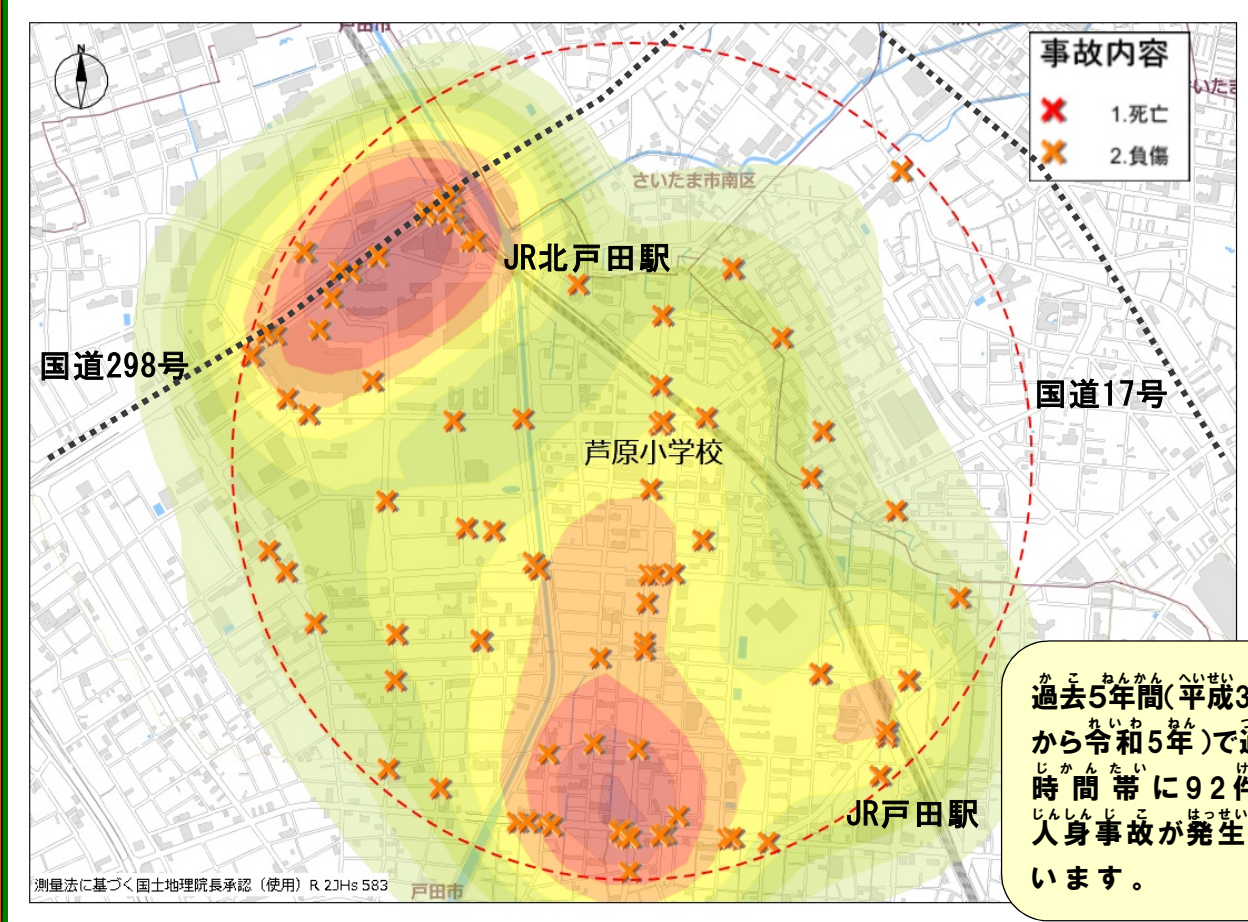 戸田市
N
事故内容
1.死亡
2.負傷
さいたま市南区
JR北戸田駅
国道298号
国道17号
芦原小学校
過去5年間(平成3
から令和5年)で通
時間帯に92件
人身事故が発生
います。
JR戸田駅
測量法に基づく国土地理院長承認(使用)R 2JHs 583
戸田市